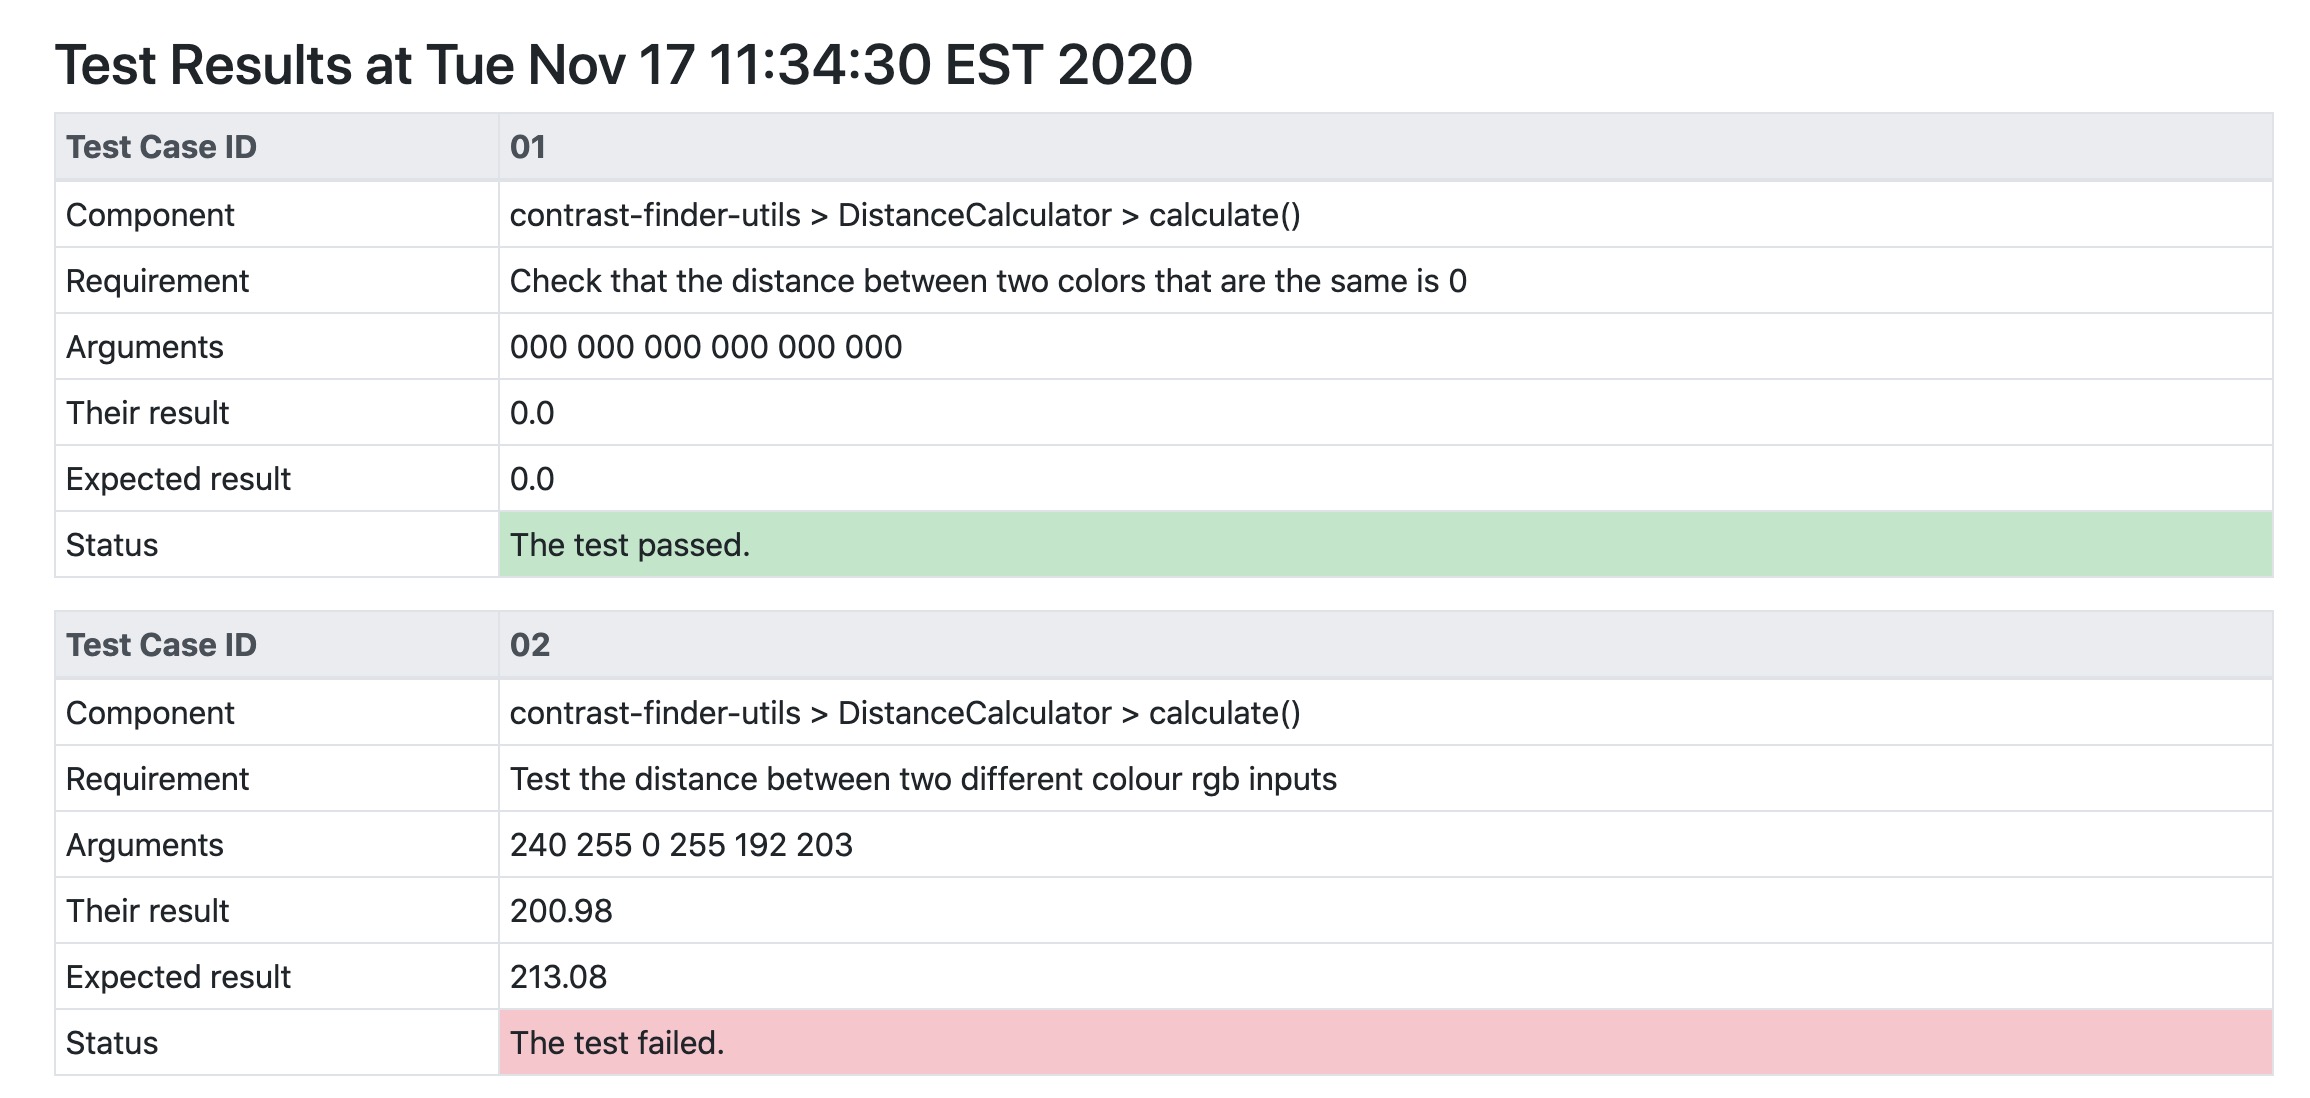 Test Results at Tue Nov 17 11:34:30 EST 2020
Test Case ID 01
Component contrast-finder-utils > DistanceCalculator > calculate()
Requirement Check that the distance between two colors that are the same is 0
Arguments 000 000 000 000 000 000
Their result 0.0
Expected result 0.0
Status The test passed.
Test Case ID 02
Component contrast-finder-utils > DistanceCalculator > calculate()
Requirement Test the distance between two different colour rgb inputs
Arguments 240 255 0 255 192 203
Their result 200.98
Expected result 213.08
Status The test failed.